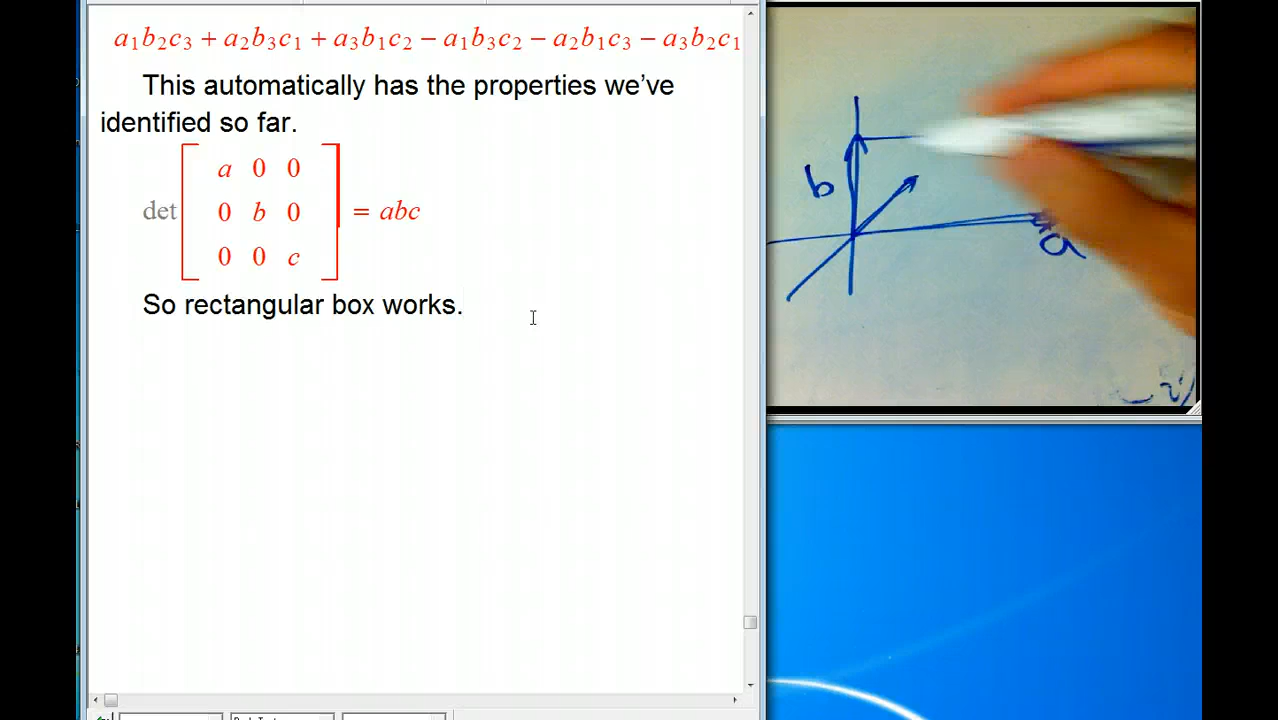 a₁b₂c₃ + a₂b₃c₁ + a₃b₁c₂ − a₁b₃c₂ − a₂b₁c₃ − a₃b₂c₁
This automatically has the properties we've
identified so far.
a 0 0
det 0 b 0 = abc
0 0 c
So rectangular box works.
b
a